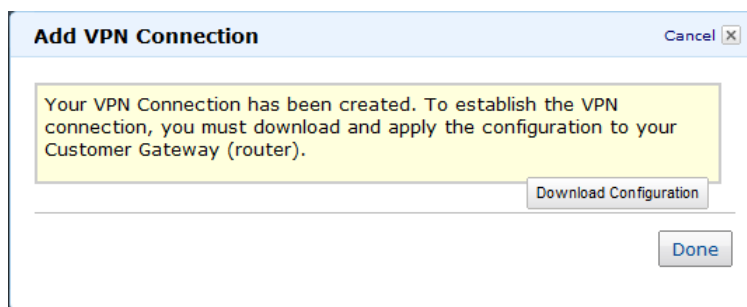 Add VPN Connection
Cancel
Your VPN Connection has been created. To establish the VPN
connection, you must download and apply the configuration to your
Customer Gateway (router).
Download Configuration
Done